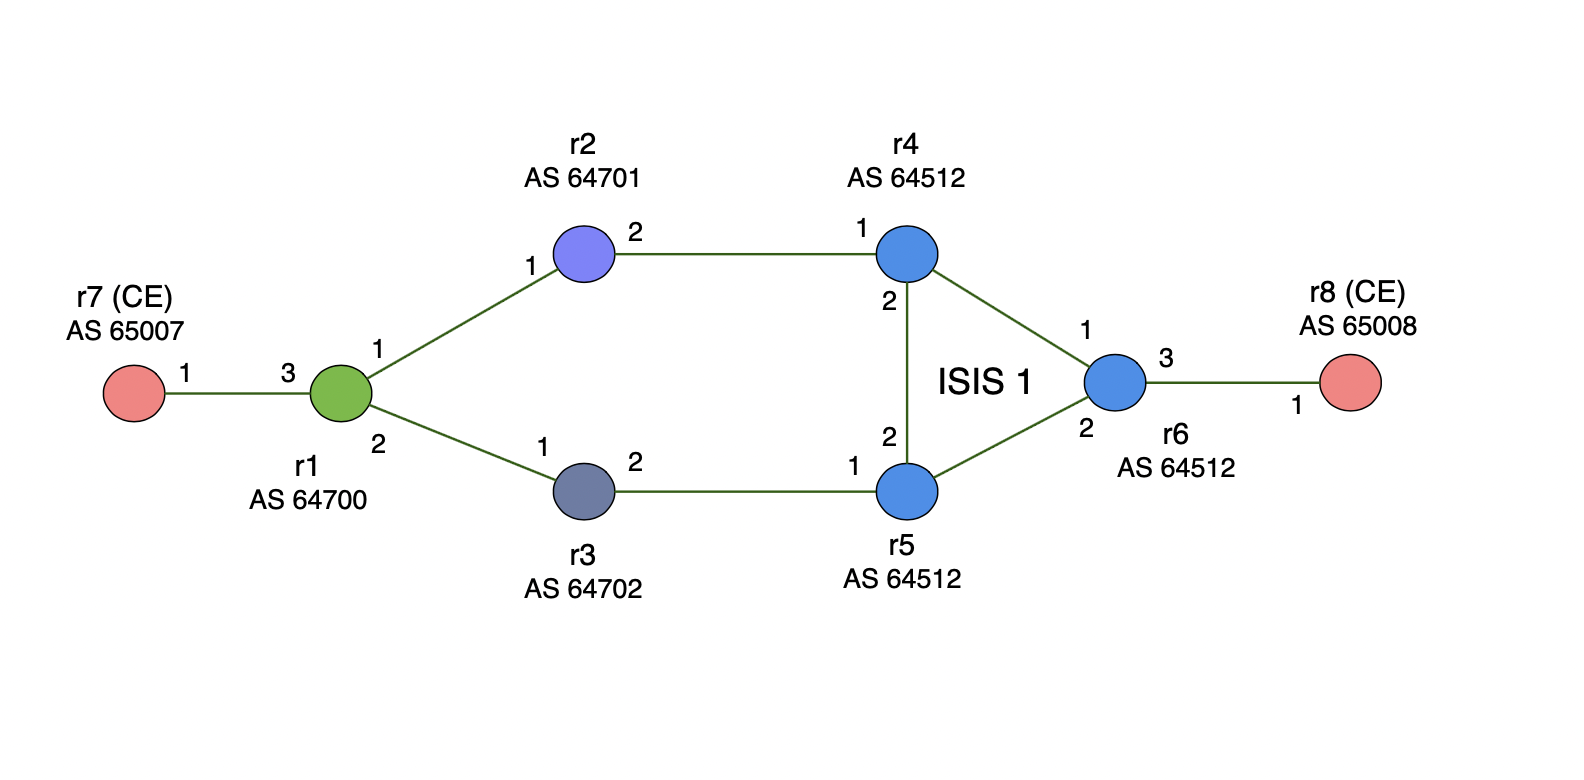 r2
AS 64701
r4
AS 64512
2
1
1
2
r7 (CE)
AS 65007
1
3
1
r8 (CE)
AS 65008
1
3
1
ISIS 1
2
r6
AS 64512
2
1
2
2
1
r1
AS 64700
r3
AS 64702
r5
AS 64512